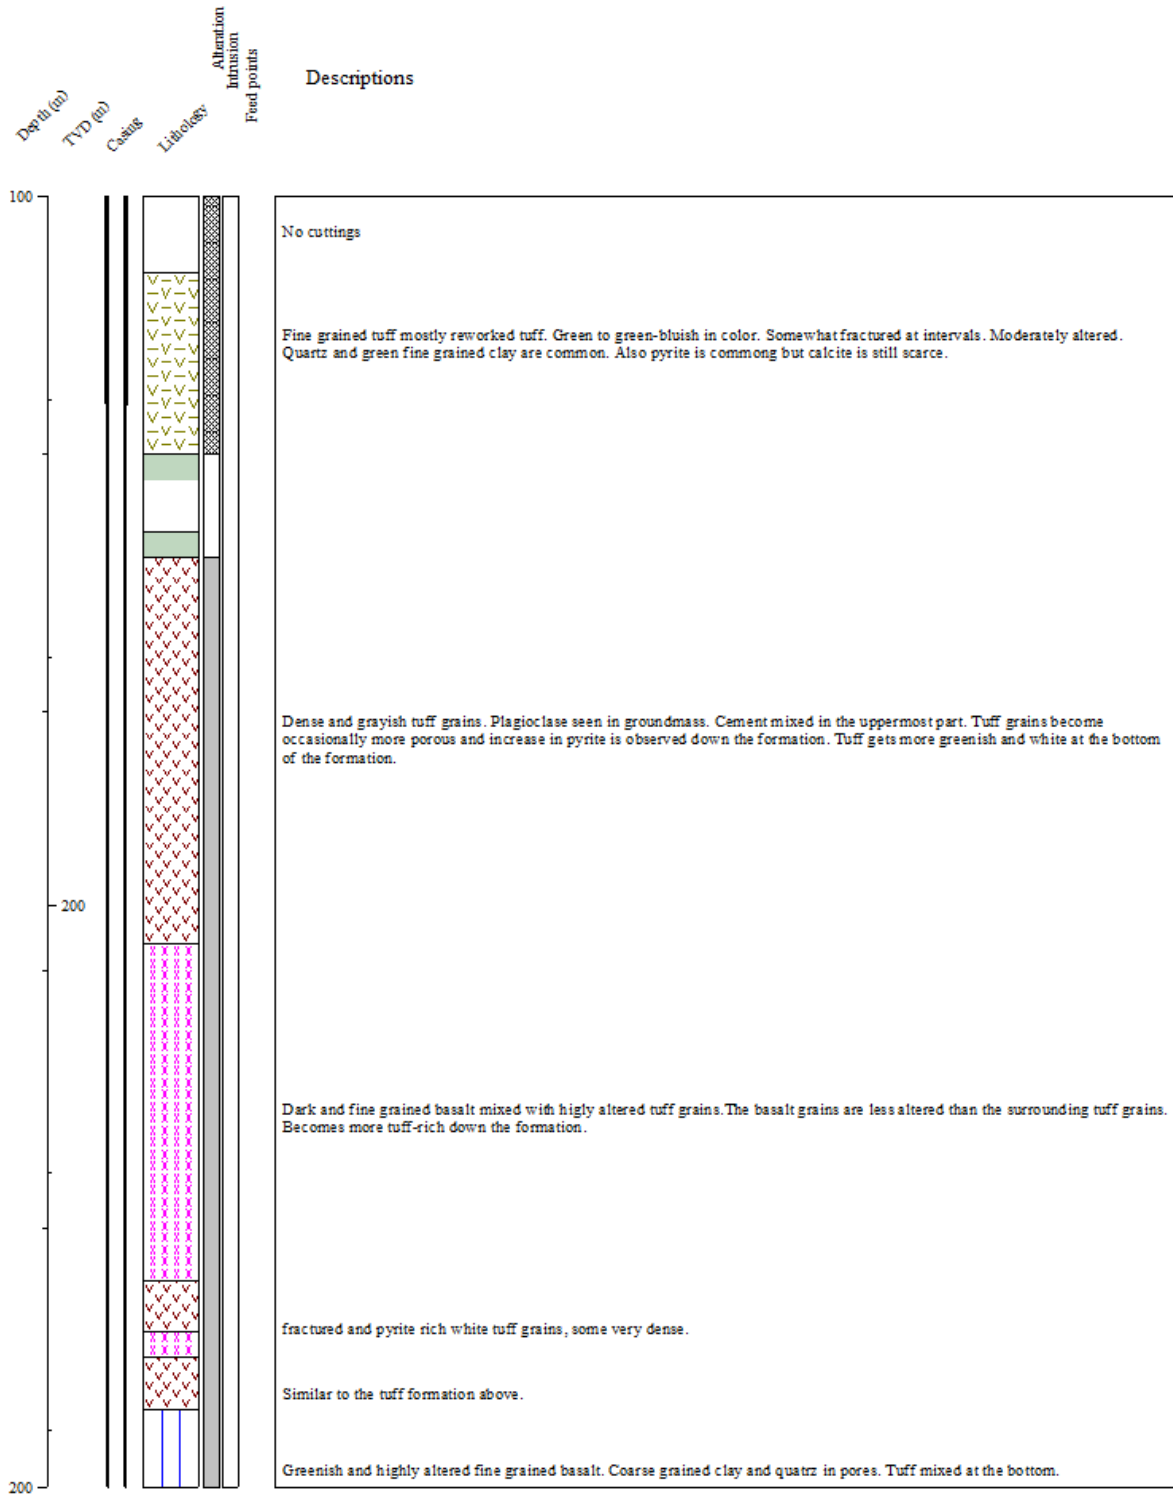 Depth (m)
TVD (m)
Casing
Lithology
Alteration
Intrusion
Feed points
Descriptions
100
No cuttings
Fine grained tuff mostly reworked tuff. Green to green-bluish in color. Somewhat fractured at intervals. Moderately altered.
Quartz and green fine grained clay are common. Also pyrite is commong but calcite is still scarce.
Dense and grayish tuff grains. Plagioclase seen in groundmass. Cement mixed in the uppermost part. Tuff grains become
occasionally more porous and increase in pyrite is observed down the formation. Tuff gets more greenish and white at the bottom
of the formation.
200
Dark and fine grained basalt mixed with higly altered tuff grains.The basalt grains are less altered than the surrounding tuff grains.
Becomes more tuff-rich down the formation.
fractured and pyrite rich white tuff grains, some very dense.
Similar to the tuff formation above.
Greenish and highly altered fine grained basalt. Coarse grained clay and quatrz in pores. Tuff mixed at the bottom.
200